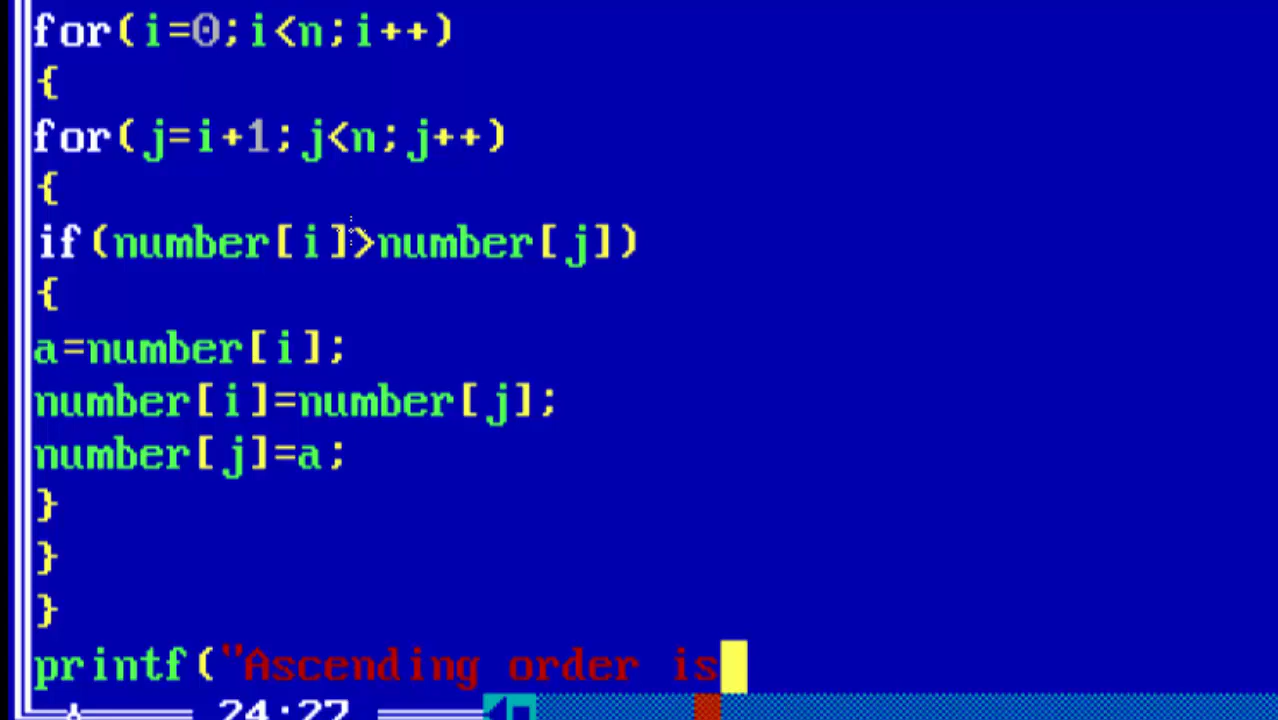 for(i=0;i<n;i++)
{
for(j=i+1;j<n;j++)
{
if(number[i]>number[j])
{
a=number[i];
number[i]=number[j];
number[j]=a;
}
}
}
printf("Ascending order is
24:27